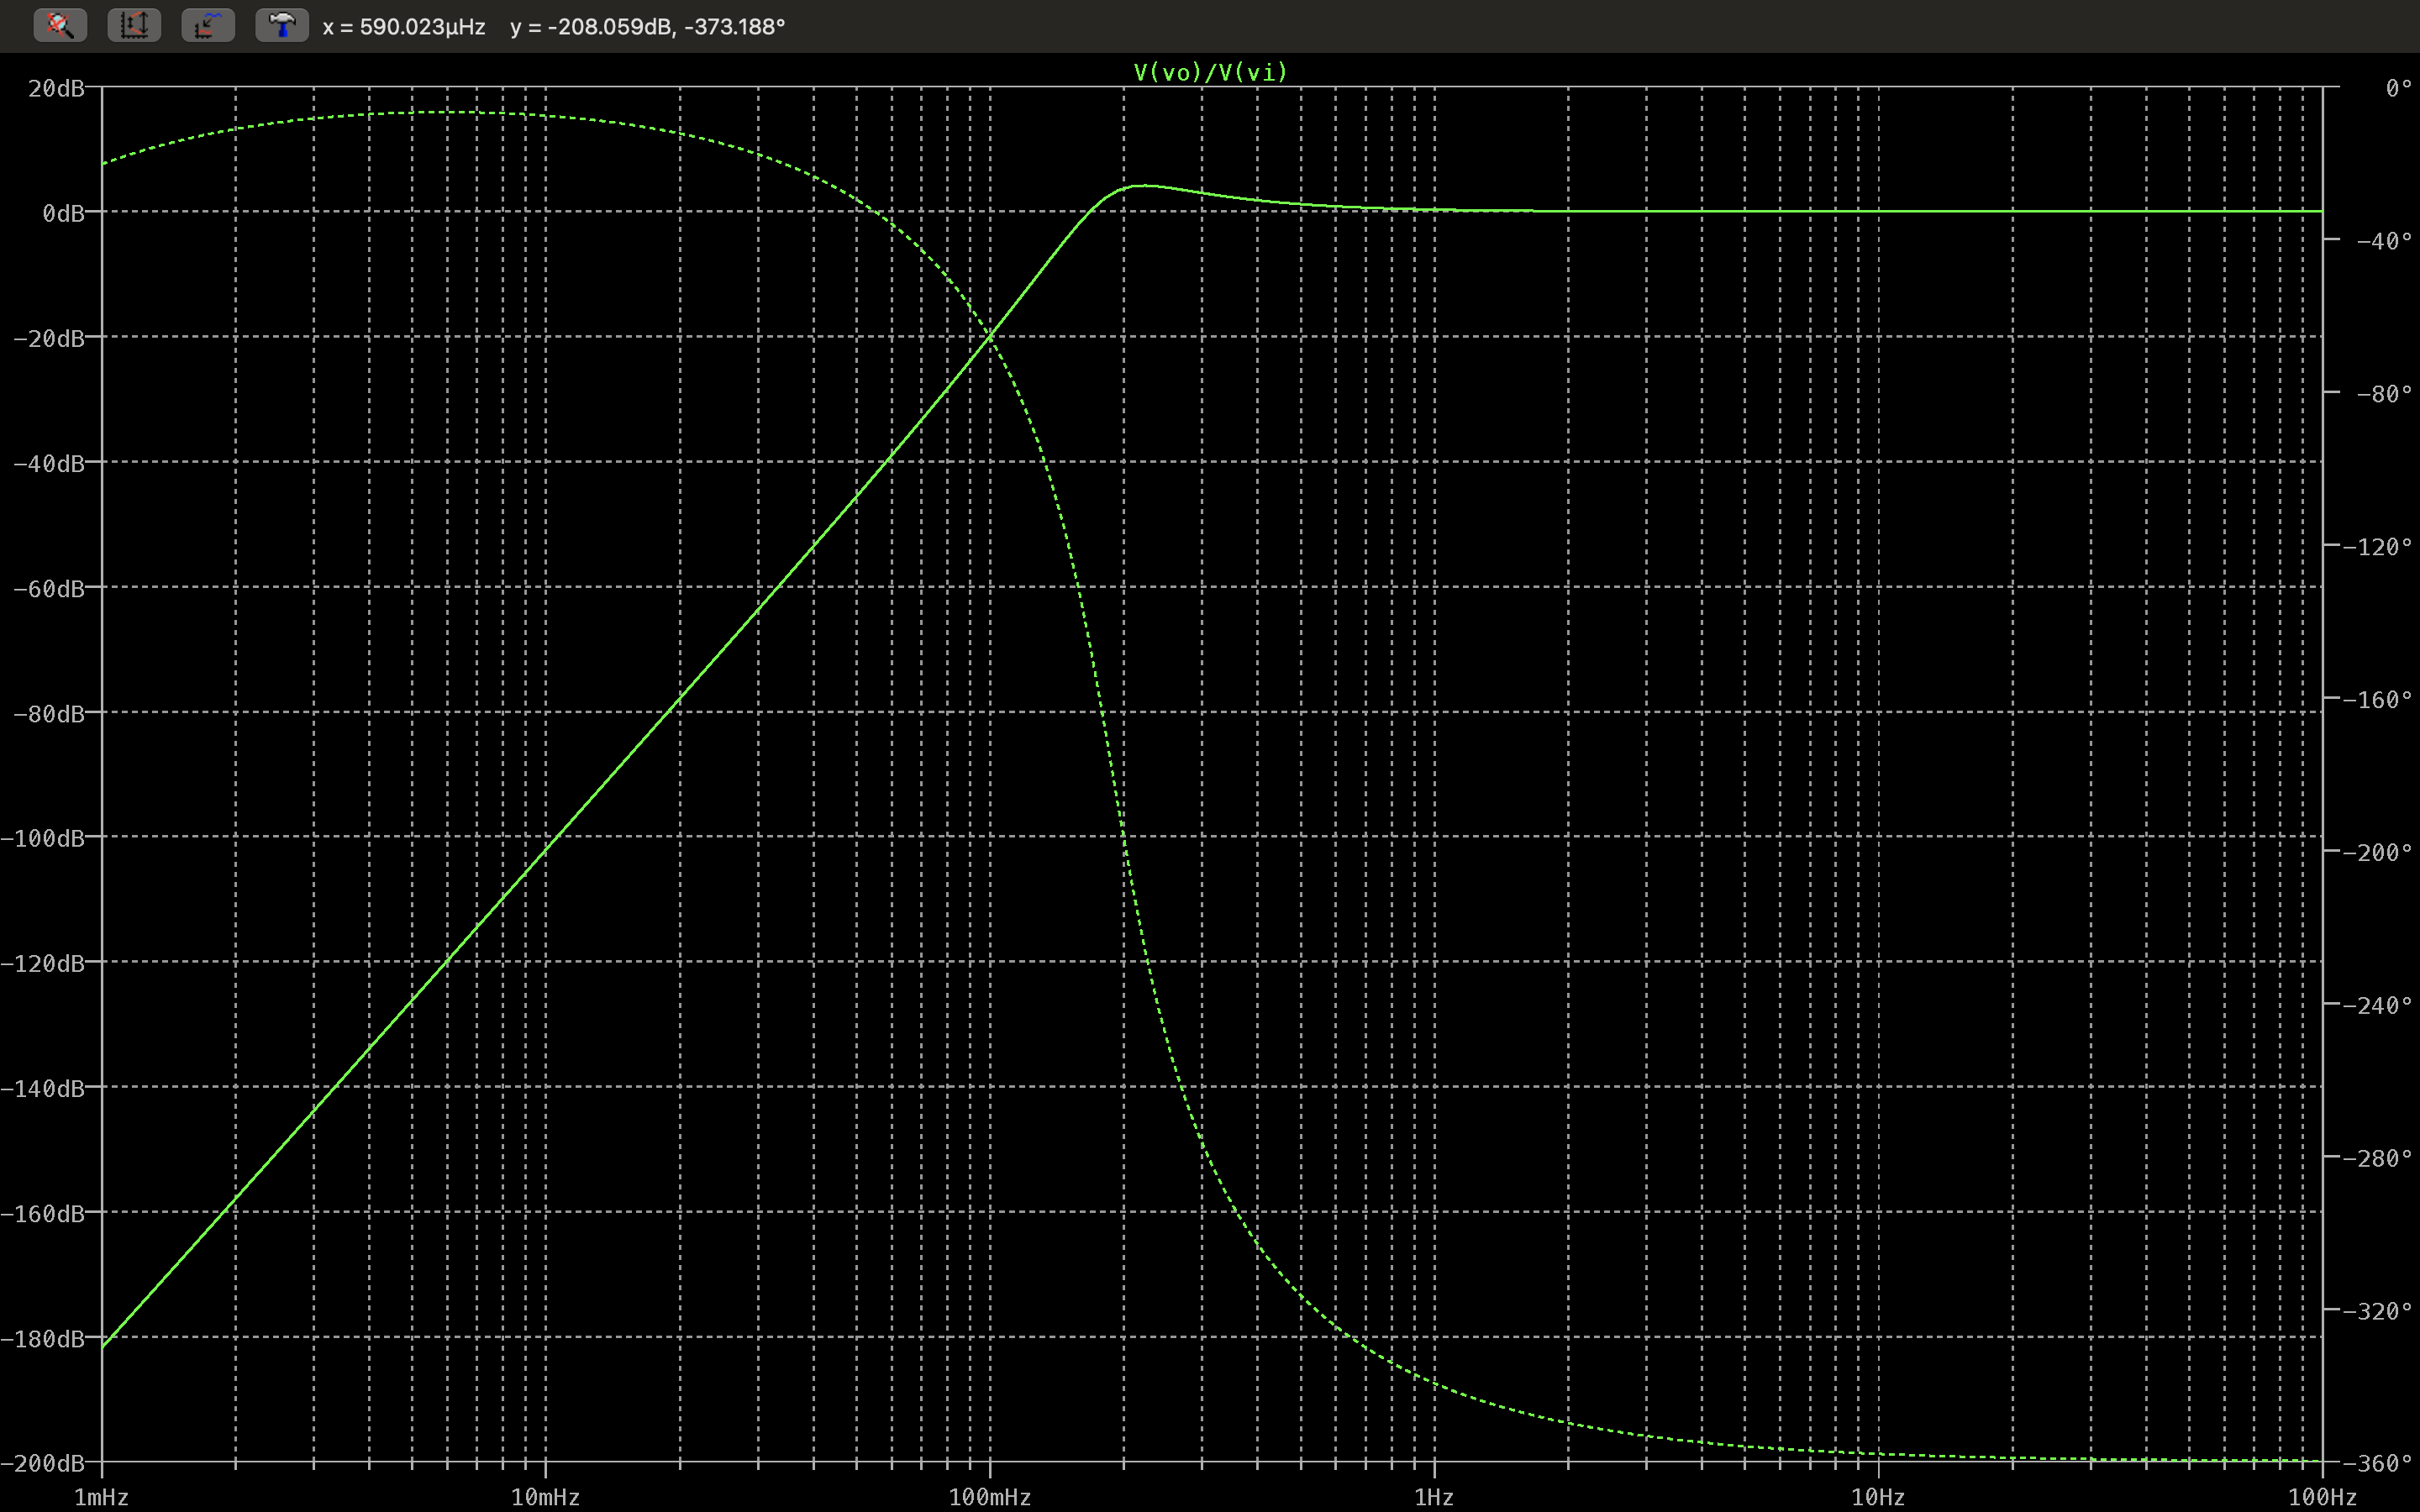 x = 590.023µHz y = -208.059dB, -373.188°
V(vo)/V(vi)
20dB
0dB
−20dB
−40dB
−60dB
−80dB
−100dB
−120dB
−140dB
−160dB
−180dB
−200dB
0°
−40°
−80°
−120°
−160°
−200°
−240°
−280°
−320°
−360°
1mHz 10mHz 100mHz 1Hz 10Hz 100Hz